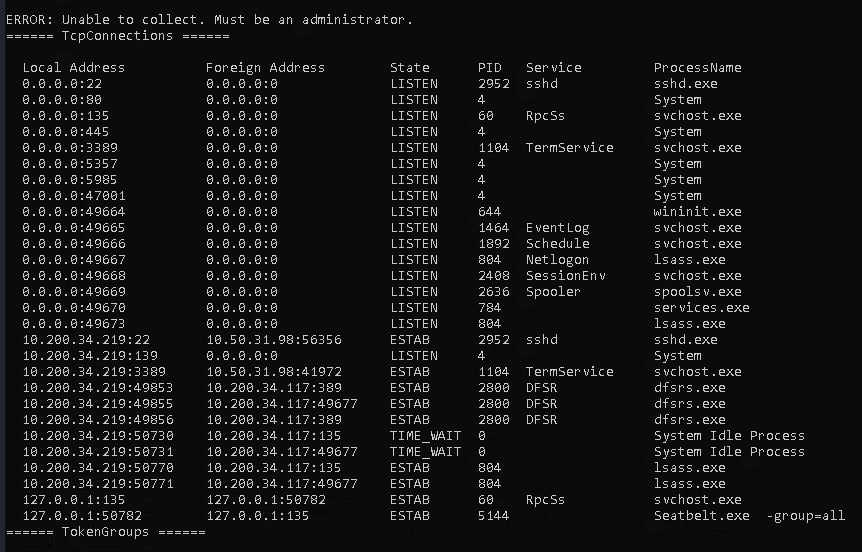 ERROR: Unable to collect. Must be an administrator.
====== TcpConnections ======
Local Address Foreign Address State PID Service ProcessName
0.0.0.0:22 0.0.0.0:0 LISTEN 2952 sshd sshd.exe
0.0.0.0:80 0.0.0.0:0 LISTEN 4 System
0.0.0.0:135 0.0.0.0:0 LISTEN 60 RpcSs svchost.exe
0.0.0.0:445 0.0.0.0:0 LISTEN 4 System
0.0.0.0:3389 0.0.0.0:0 LISTEN 1104 TermService svchost.exe
0.0.0.0:5357 0.0.0.0:0 LISTEN 4 System
0.0.0.0:5985 0.0.0.0:0 LISTEN 4 System
0.0.0.0:47001 0.0.0.0:0 LISTEN 4 System
0.0.0.0:49664 0.0.0.0:0 LISTEN 644 wininit.exe
0.0.0.0:49665 0.0.0.0:0 LISTEN 1464 EventLog svchost.exe
0.0.0.0:49666 0.0.0.0:0 LISTEN 1892 Schedule svchost.exe
0.0.0.0:49667 0.0.0.0:0 LISTEN 804 Netlogon lsass.exe
0.0.0.0:49668 0.0.0.0:0 LISTEN 2408 SessionEnv svchost.exe
0.0.0.0:49669 0.0.0.0:0 LISTEN 2636 Spooler spoolsv.exe
0.0.0.0:49670 0.0.0.0:0 LISTEN 784 services.exe
0.0.0.0:49673 0.0.0.0:0 LISTEN 804 lsass.exe
10.200.34.219:22 10.50.31.98:56356 ESTAB 2952 sshd sshd.exe
10.200.34.219:139 0.0.0.0:0 LISTEN 4 System
10.200.34.219:3389 10.50.31.98:41972 ESTAB 1104 TermService svchost.exe
10.200.34.219:49853 10.200.34.117:389 ESTAB 2800 DFSR dfsrs.exe
10.200.34.219:49855 10.200.34.117:49677 ESTAB 2800 DFSR dfsrs.exe
10.200.34.219:49856 10.200.34.117:389 ESTAB 2800 DFSR dfsrs.exe
10.200.34.219:50730 10.200.34.117:135 TIME_WAIT 0 System Idle Process
10.200.34.219:50731 10.200.34.117:49677 TIME_WAIT 0 System Idle Process
10.200.34.219:50770 10.200.34.117:135 ESTAB 804 lsass.exe
10.200.34.219:50771 10.200.34.117:49677 ESTAB 804 lsass.exe
127.0.0.1:135 127.0.0.1:50782 ESTAB 60 RpcSs svchost.exe
127.0.0.1:50782 127.0.0.1:135 ESTAB 5144 Seatbelt.exe -group=all
====== TokenGroups ======